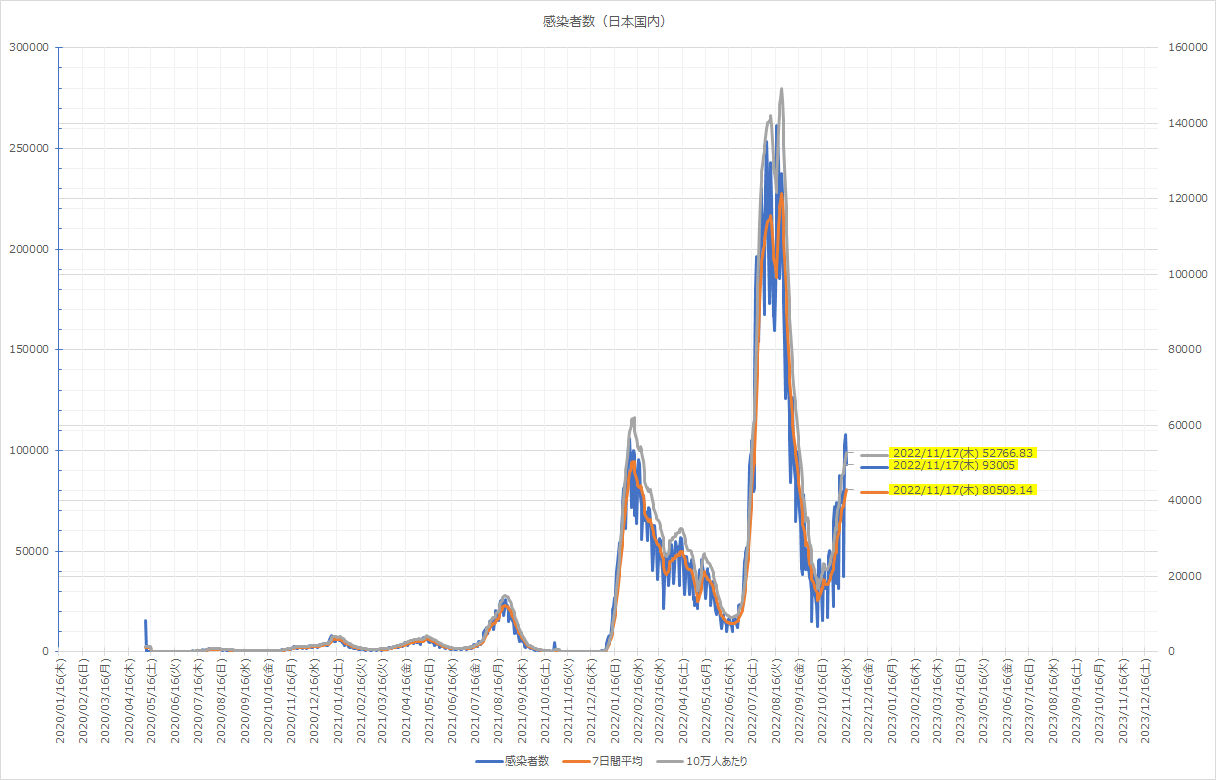 感染者数（日本国内）
300000
250000
200000
150000
100000
50000
0
160000
140000
120000
100000
80000
60000
40000
20000
0
2022/11/17(木) 52766.83
2022/11/17(木) 93005
2022/11/17(木) 80509.14
2020/01/16(木)
2020/02/16(日)
2020/03/16(月)
2020/04/16(木)
2020/05/16(土)
2020/06/16(火)
2020/07/16(木)
2020/08/16(日)
2020/09/16(水)
2020/10/16(金)
2020/11/16(月)
2020/12/16(水)
2021/01/16(土)
2021/02/16(火)
2021/03/16(火)
2021/04/16(金)
2021/05/16(日)
2021/06/16(水)
2021/07/16(金)
2021/08/16(月)
2021/09/16(木)
2021/10/16(土)
2021/11/16(火)
2021/12/16(木)
2022/01/16(日)
2022/02/16(水)
2022/03/16(水)
2022/04/16(土)
2022/05/16(月)
2022/06/16(木)
2022/07/16(土)
2022/08/16(火)
2022/09/16(金)
2022/10/16(日)
2022/11/16(水)
2022/12/16(金)
2023/01/16(月)
2023/02/16(木)
2023/03/16(木)
2023/04/16(日)
2023/05/16(火)
2023/06/16(金)
2023/07/16(日)
2023/08/16(水)
2023/09/16(土)
2023/10/16(月)
2023/11/16(木)
2023/12/16(土)
感染者数 7日間平均 10万人あたり